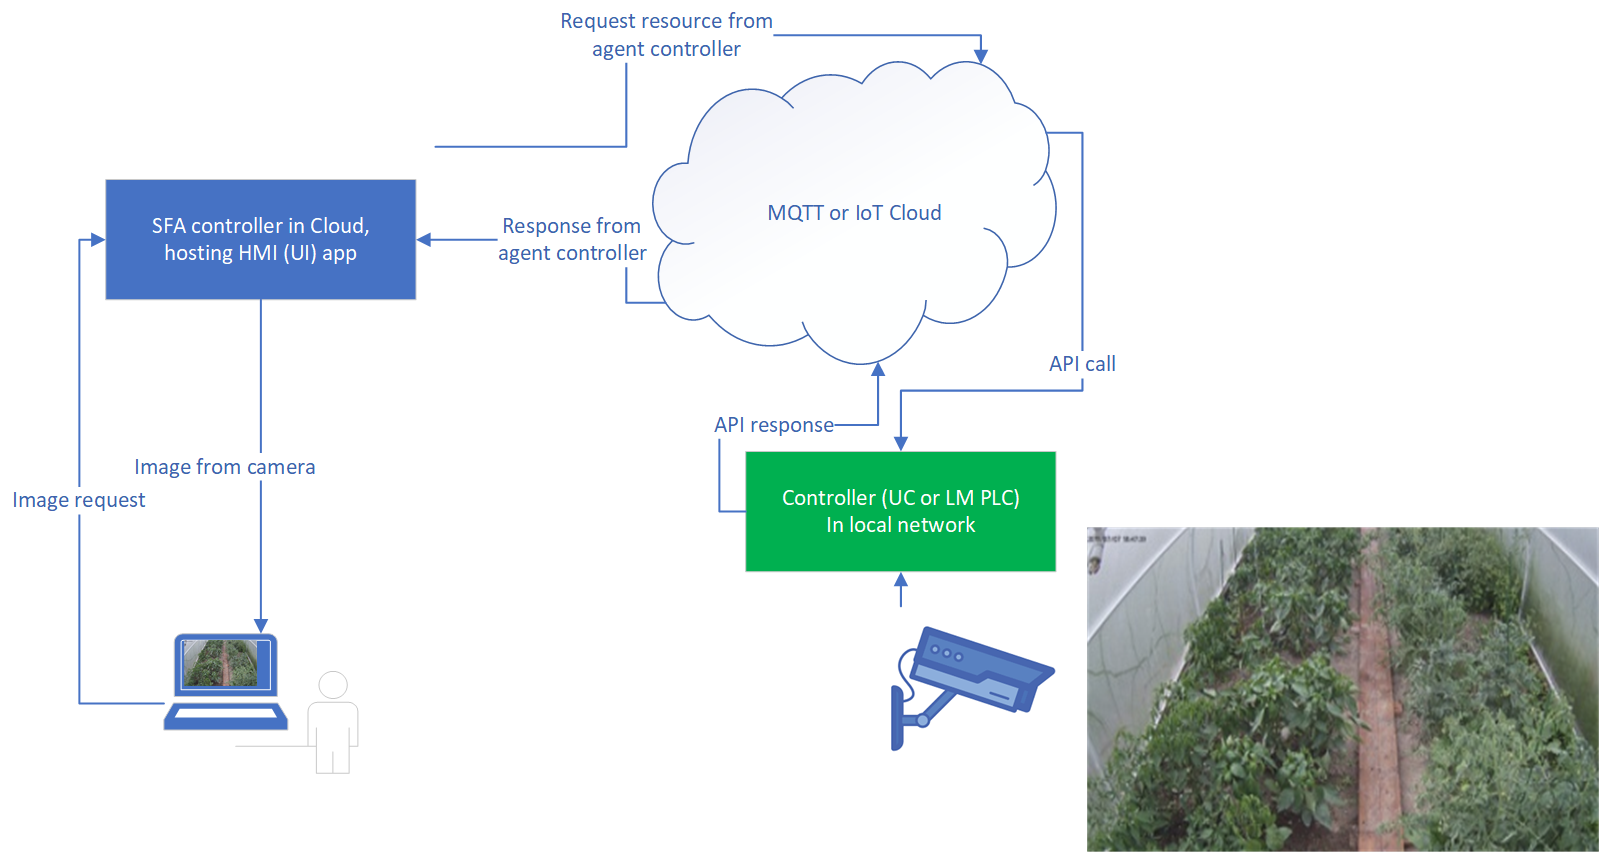 Request resource from
agent controller
MQTT or IoT Cloud
SFA controller in Cloud,
hosting HMI (UI) app
Response from
agent controller
API call
API response
Image from camera
Image request
Controller (UC or LM PLC)
In local network